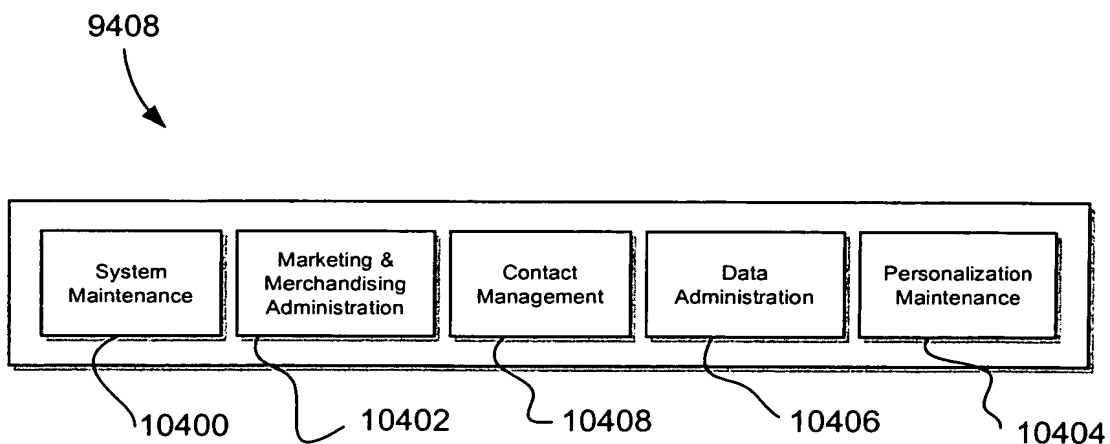 9408
System
Maintenance
Marketing &
Merchandising
Administration
Contact
Management
Data
Administration
Personalization
Maintenance
10400
10402
10408
10406
10404